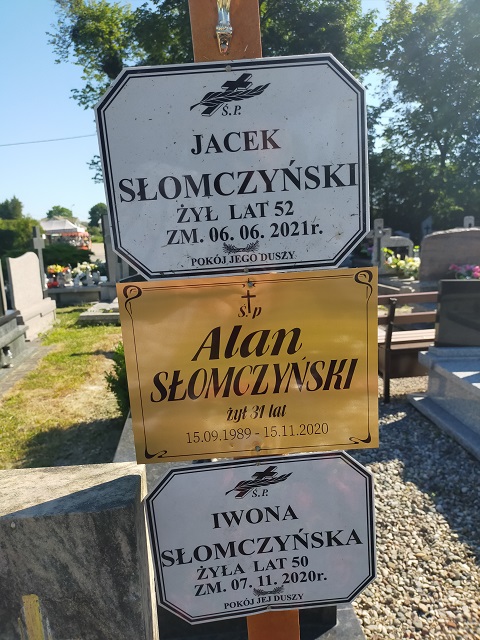 Ś.P.
JACEK
SŁOMCZYŃSKI
ŻYŁ LAT 52
ZM. 06. 06. 2021r.
POKÓJ JEGO DUSZY
Ś.p
Alan
SŁOMCZYŃSKI
żył 31 lat
15.09.1989 - 15.11.2020
Ś.P.
IWONA
SŁOMCZYŃSKA
ŻYŁA LAT 50
ZM. 07. 11. 2020r.
POKÓJ JEJ DUSZY